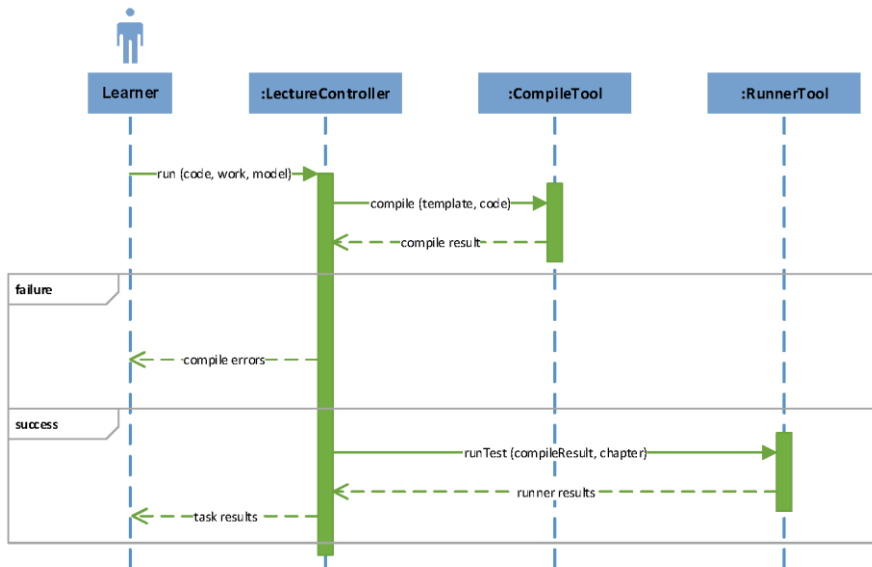 Learner
:LectureController
:CompileTool
:RunnerTool
run (code, work, model)
compile (template, code)
compile result
failure
compile errors
success
runTest (compileResult, chapter)
runner results
task results